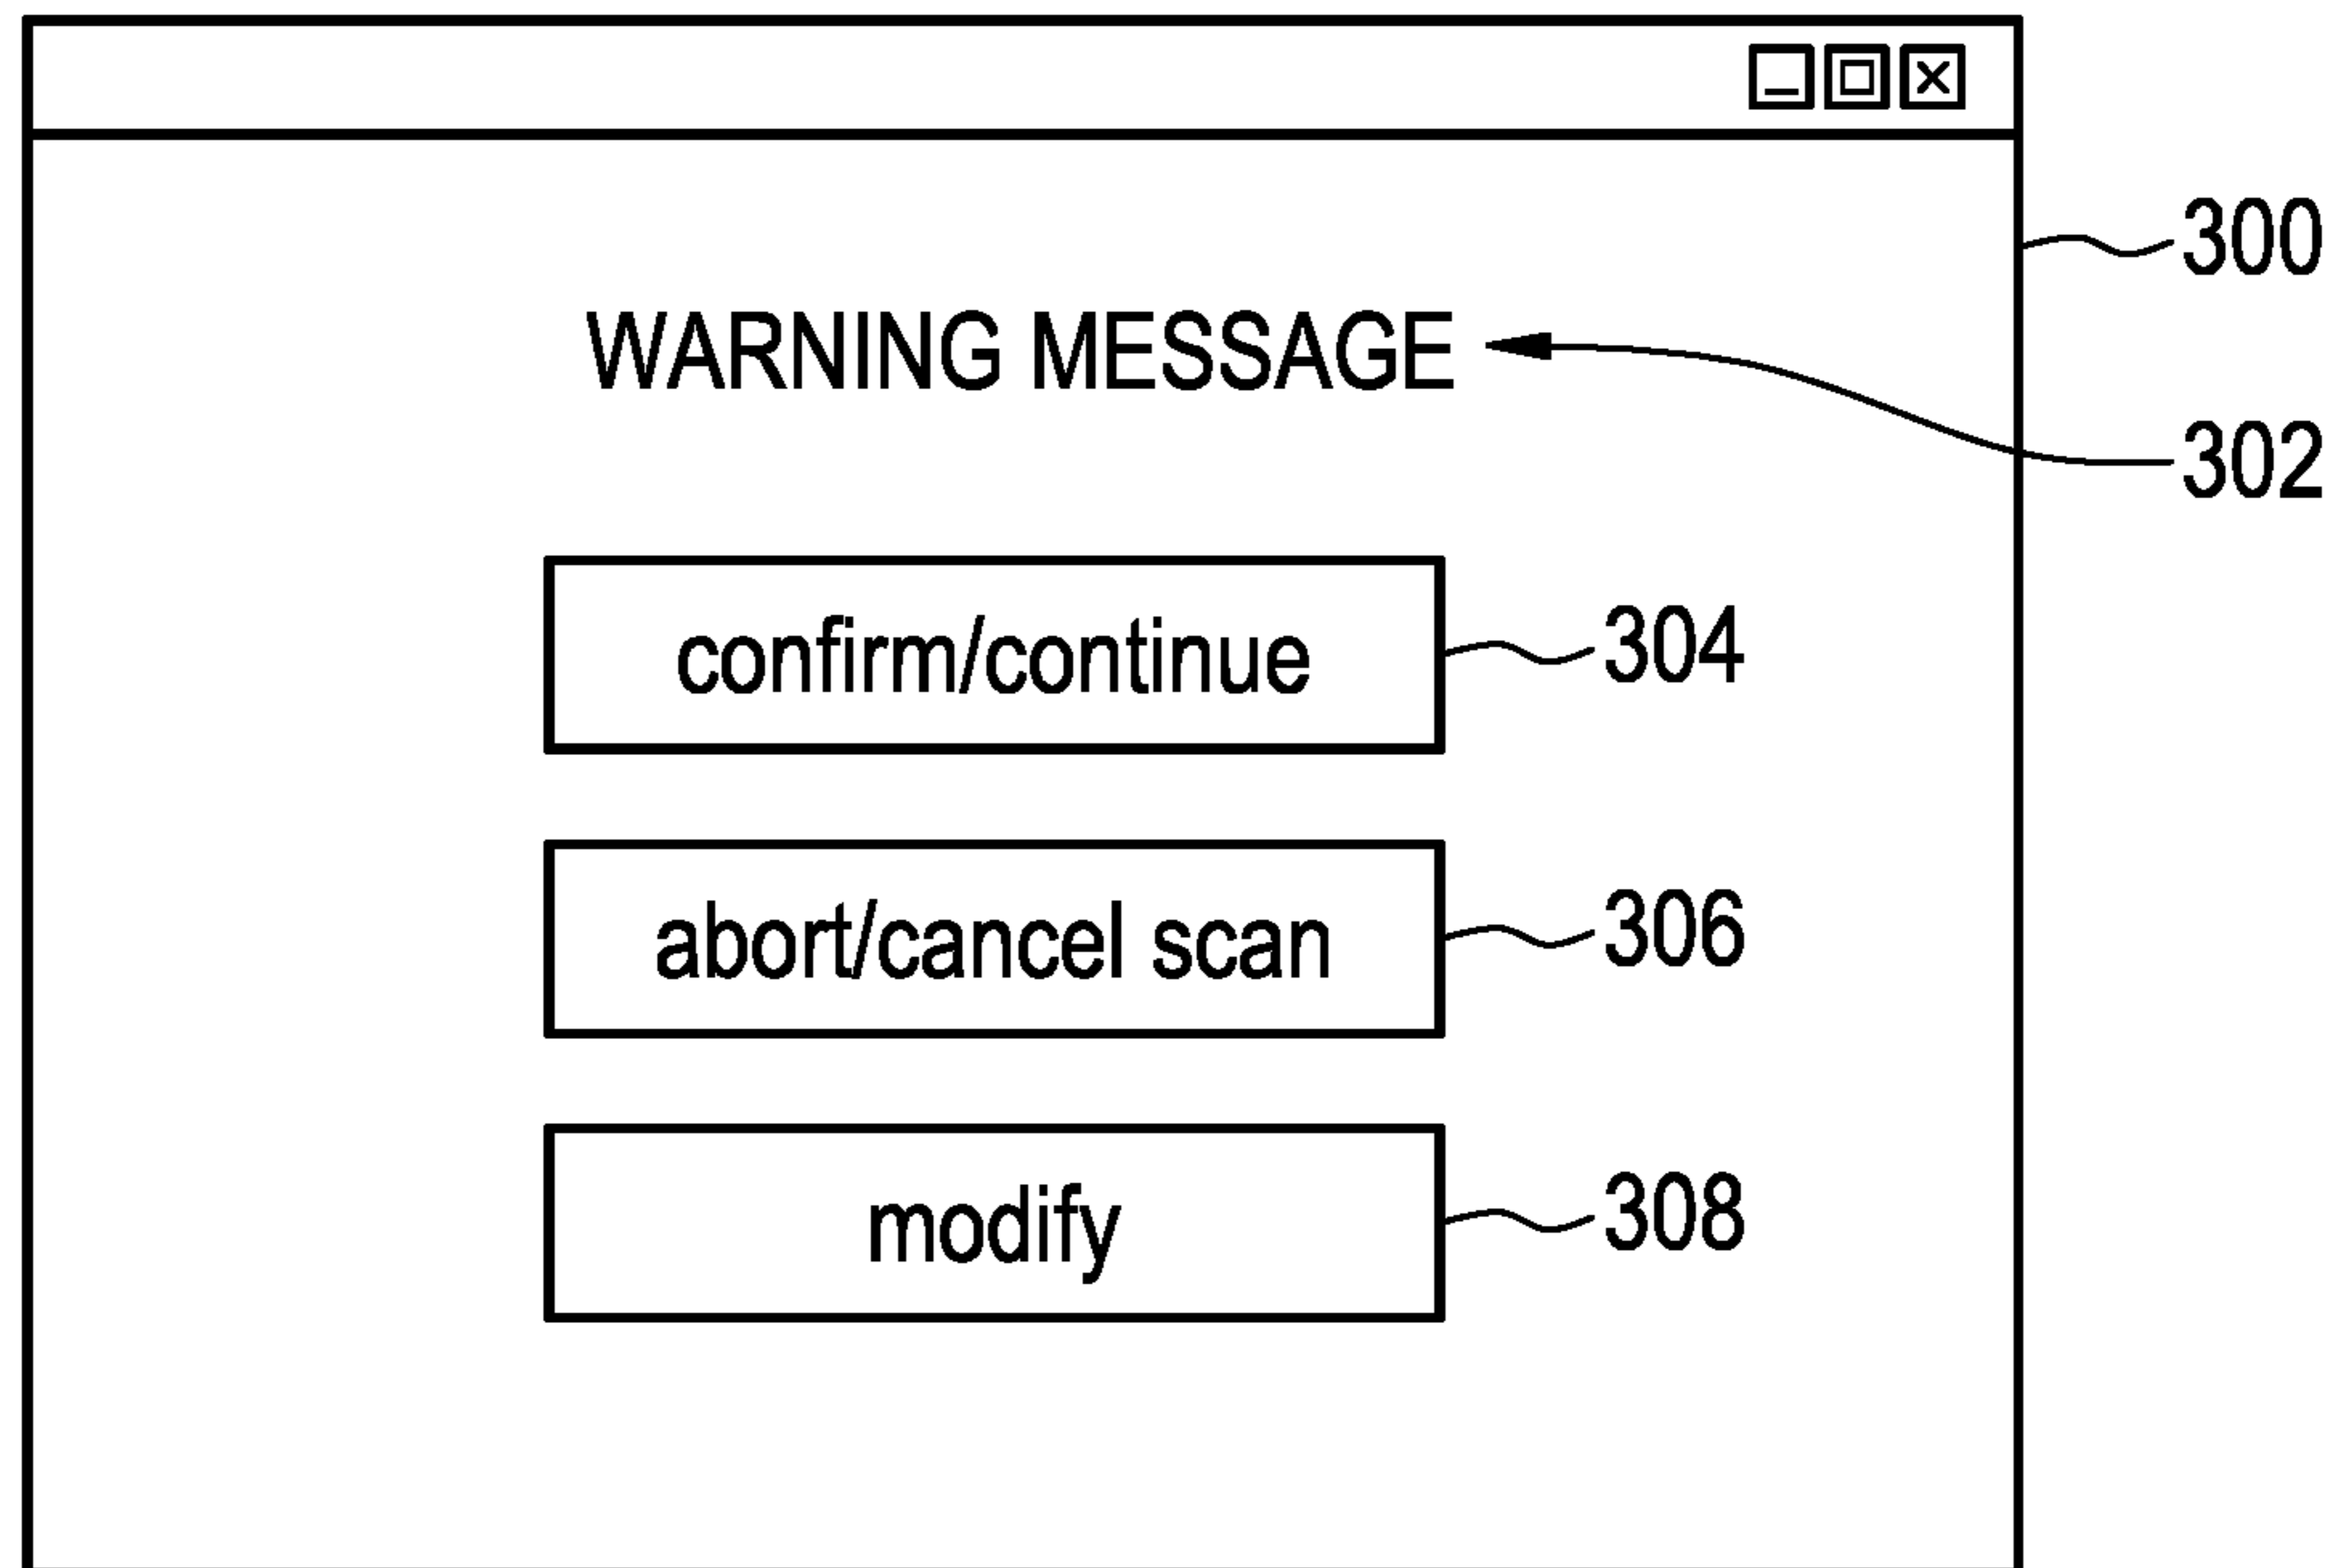 300
WARNING MESSAGE
302
confirm/continue
304
abort/cancel scan
306
modify
308